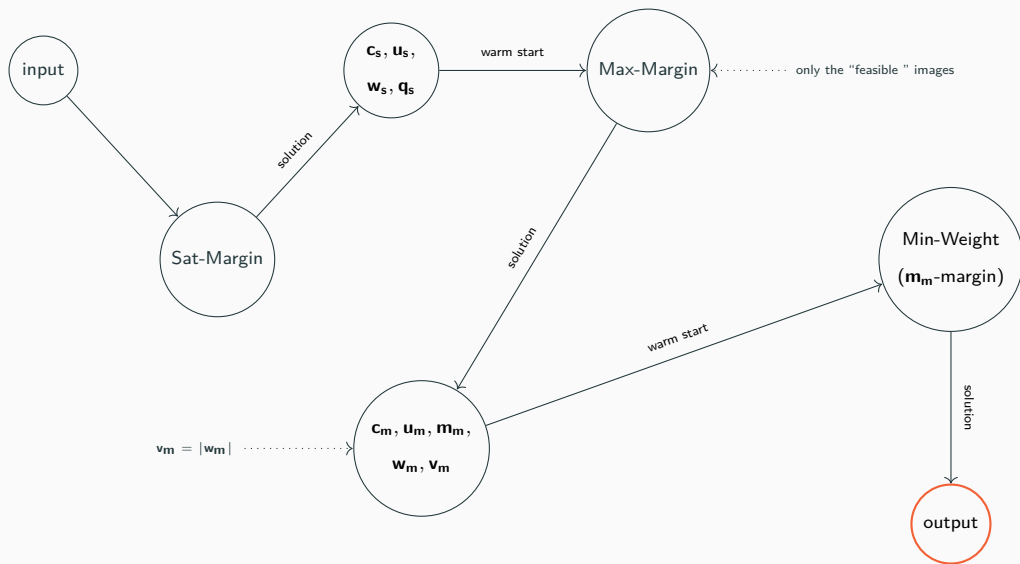 input
c_s, u_s,
w_s, q_s
warm start
Max-Margin
only the “feasible ” images
solution
Sat-Margin
solution
Min-Weight
(m_m-margin)
warm start
solution
v_m = |w_m|
c_m, u_m, m_m,
w_m, v_m
output